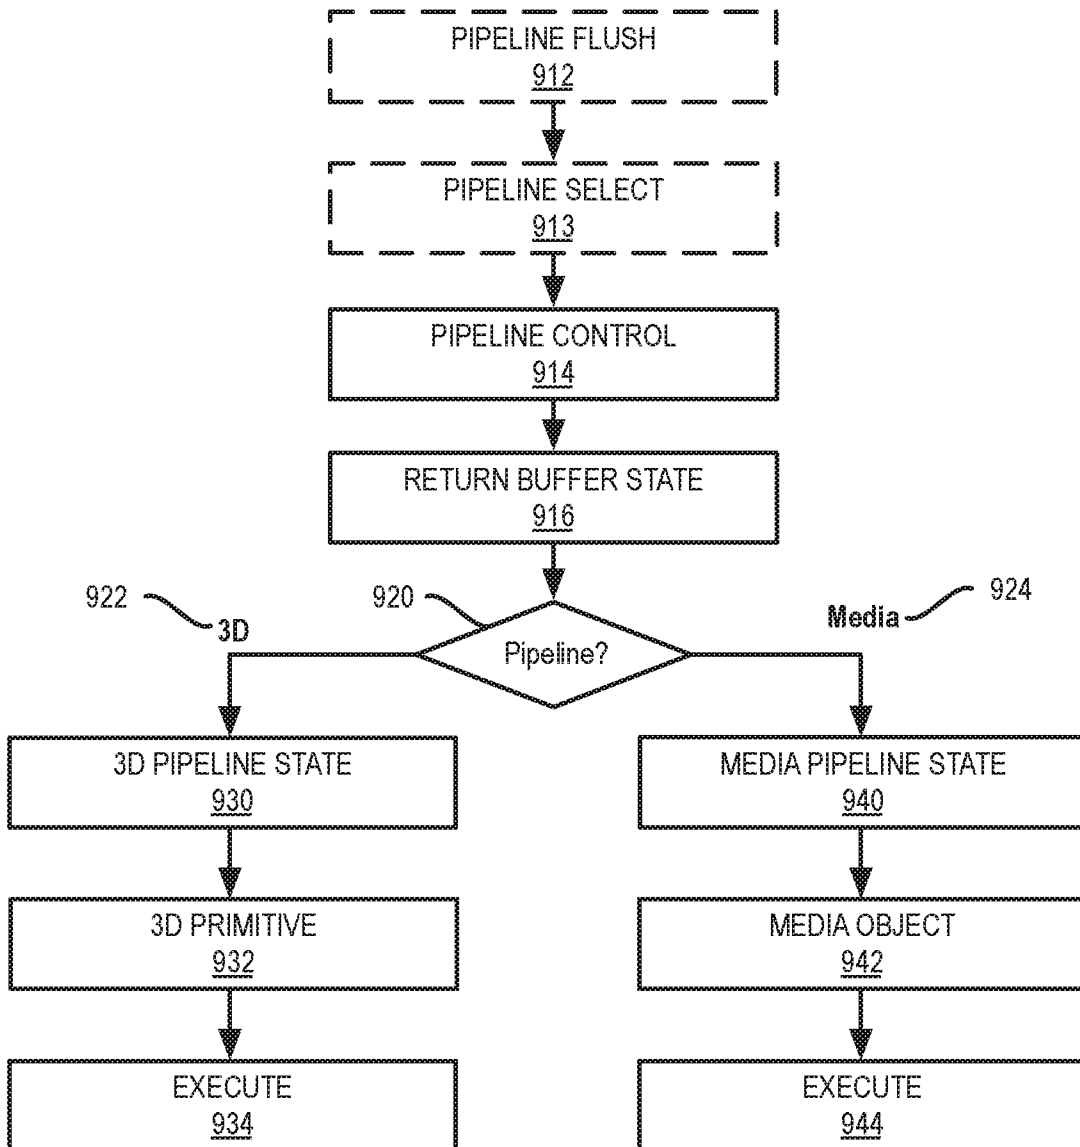 PIPELINE FLUSH
912
PIPELINE SELECT
913
PIPELINE CONTROL
914
RETURN BUFFER STATE
916
922
3D
920
Pipeline?
Media
924
3D PIPELINE STATE
930
MEDIA PIPELINE STATE
940
3D PRIMITIVE
932
MEDIA OBJECT
942
EXECUTE
934
EXECUTE
944